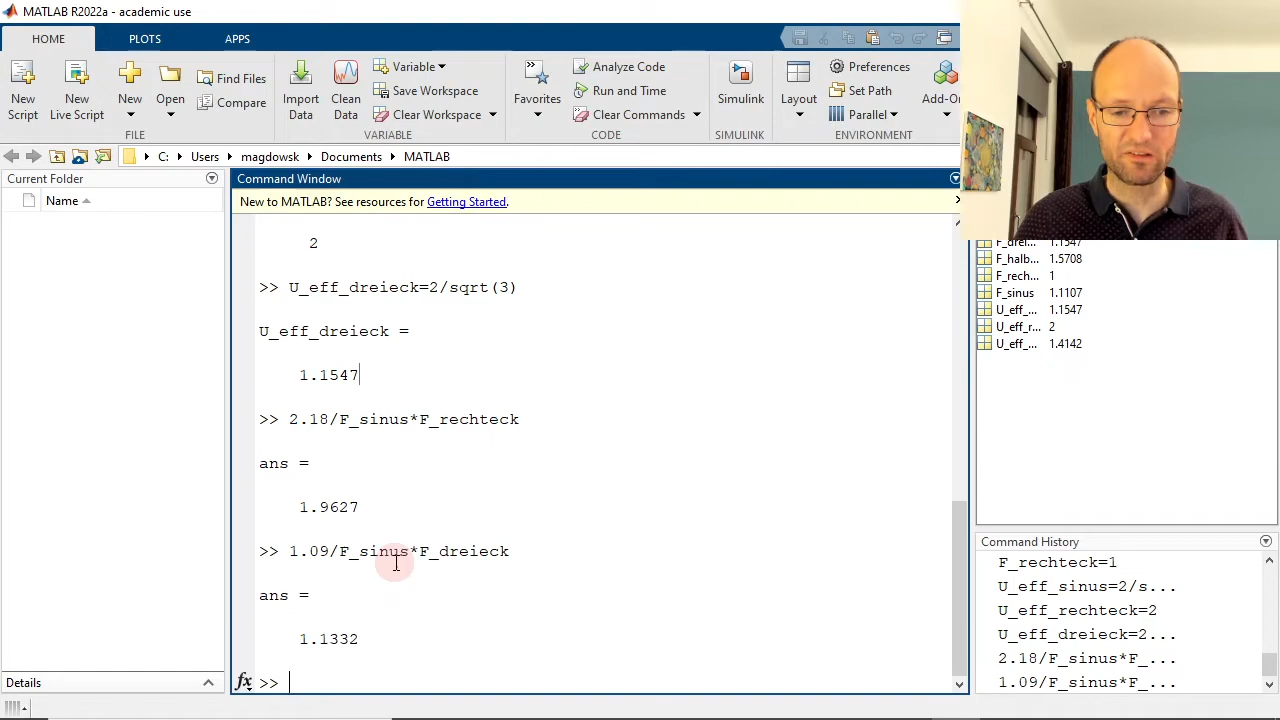 MATLAB R2022a - academic use
HOME
PLOTS
APPS
New Script
New Live Script
New
Open
Find Files
Compare
FILE
Import Data
Clean Data
Variable
Save Workspace
Clear Workspace
VARIABLE
Favorites
Analyze Code
Run and Time
Clear Commands
CODE
Simulink
SIMULINK
Layout
Preferences
Set Path
Parallel
ENVIRONMENT
Add-On
C: Users magdowsk Documents MATLAB
Current Folder
Name
Details
Command Window
New to MATLAB? See resources for Getting Started.
2
>> U_eff_dreieck=2/sqrt(3)
U_eff_dreieck =
1.1547
>> 2.18/F_sinus*F_rechteck
ans =
1.9627
>> 1.09/F_sinus*F_dreieck
ans =
1.1332
fx >>
F_drei... 1.1547
F_halb... 1.5708
F_rech... 1
F_sinus 1.1107
U_eff_... 1.1547
U_eff_r... 2
U_eff_... 1.4142
Command History
F_rechteck=1
U_eff_sinus=2/s...
U_eff_rechteck=2
U_eff_dreieck=2...
2.18/F_sinus*F_...
1.09/F_sinus*F_...